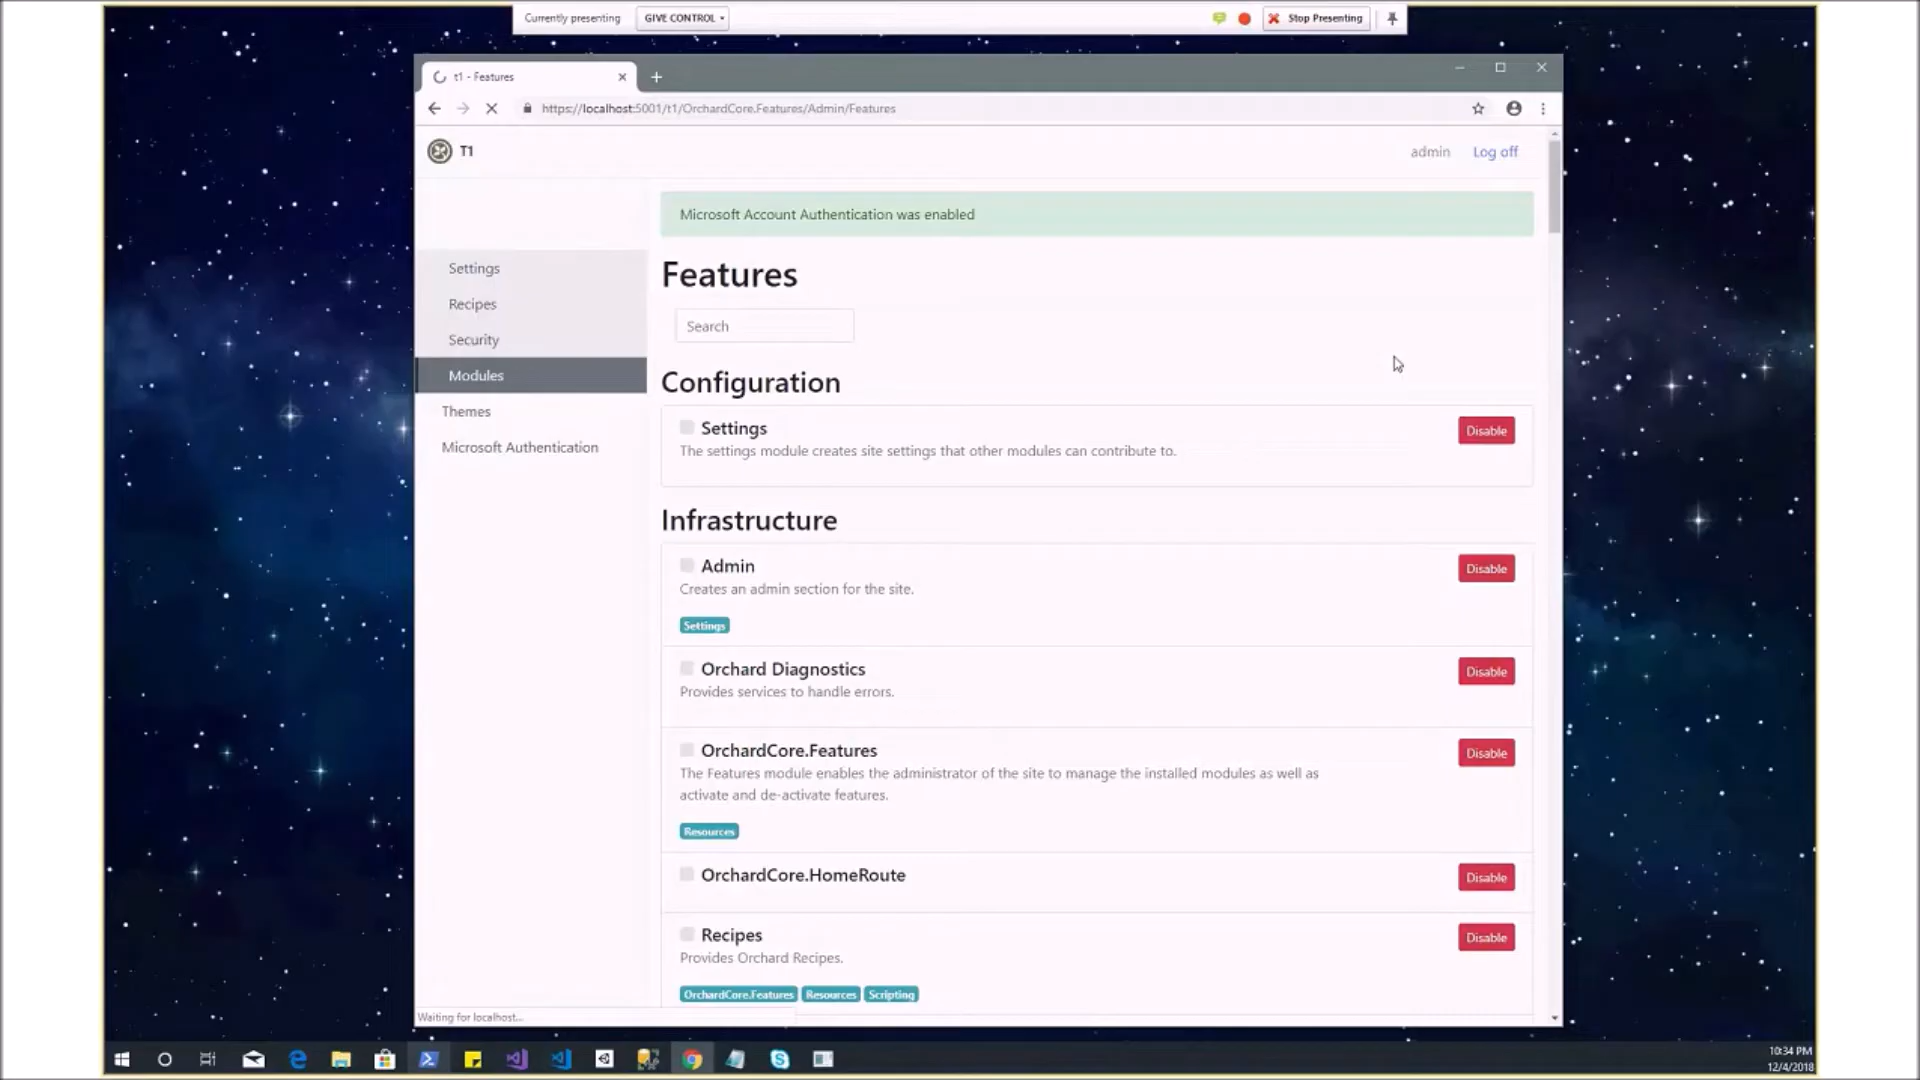 Currently presenting
GIVE CONTROL
Stop Presenting
t1 - Features
https://localhost:5001/t1/OrchardCore.Features/Admin/Features
T1
admin
Log off
Microsoft Account Authentication was enabled
Settings
Recipes
Security
Modules
Themes
Microsoft Authentication
Features
Search
Configuration
Settings
Disable
The settings module creates site settings that other modules can contribute to.
Infrastructure
Admin
Disable
Creates an admin section for the site.
Settings
Orchard Diagnostics
Disable
Provides services to handle errors.
OrchardCore.Features
Disable
The Features module enables the administrator of the site to manage the installed modules as well as
activate and de-activate features.
Resources
OrchardCore.HomeRoute
Disable
Recipes
Disable
Provides Orchard Recipes.
OrchardCore.Features Resources Scripting
Waiting for localhost...
10:34 PM
12/4/2018